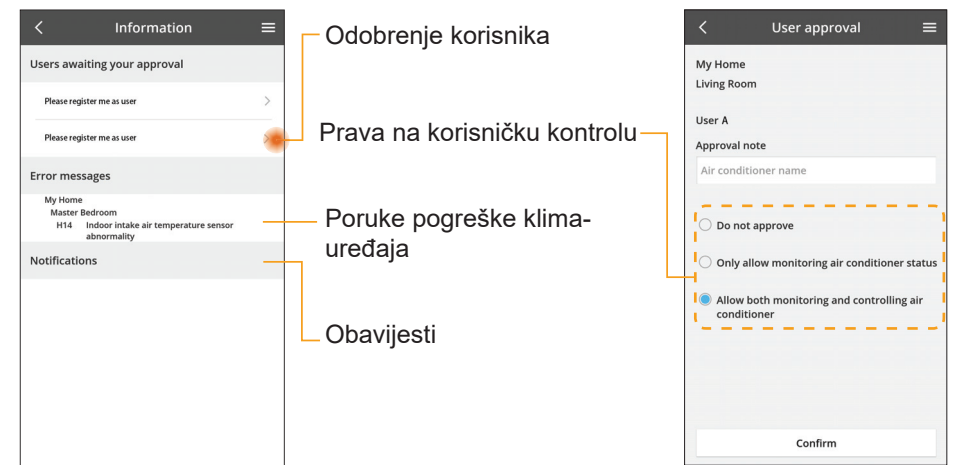 Information
Users awaiting your approval
Please register me as user
Please register me as user
Error messages
My Home
Master Bedroom
H14 Indoor intake air temperature sensor
abnormality
Notifications
Odobrenje korisnika
Prava na korisničku kontrolu
Poruke pogreške klima-
uređaja
Obavijesti
User approval
My Home
Living Room
User A
Approval note
Air conditioner name
Do not approve
Only allow monitoring air conditioner status
Allow both monitoring and controlling air
conditioner
Confirm